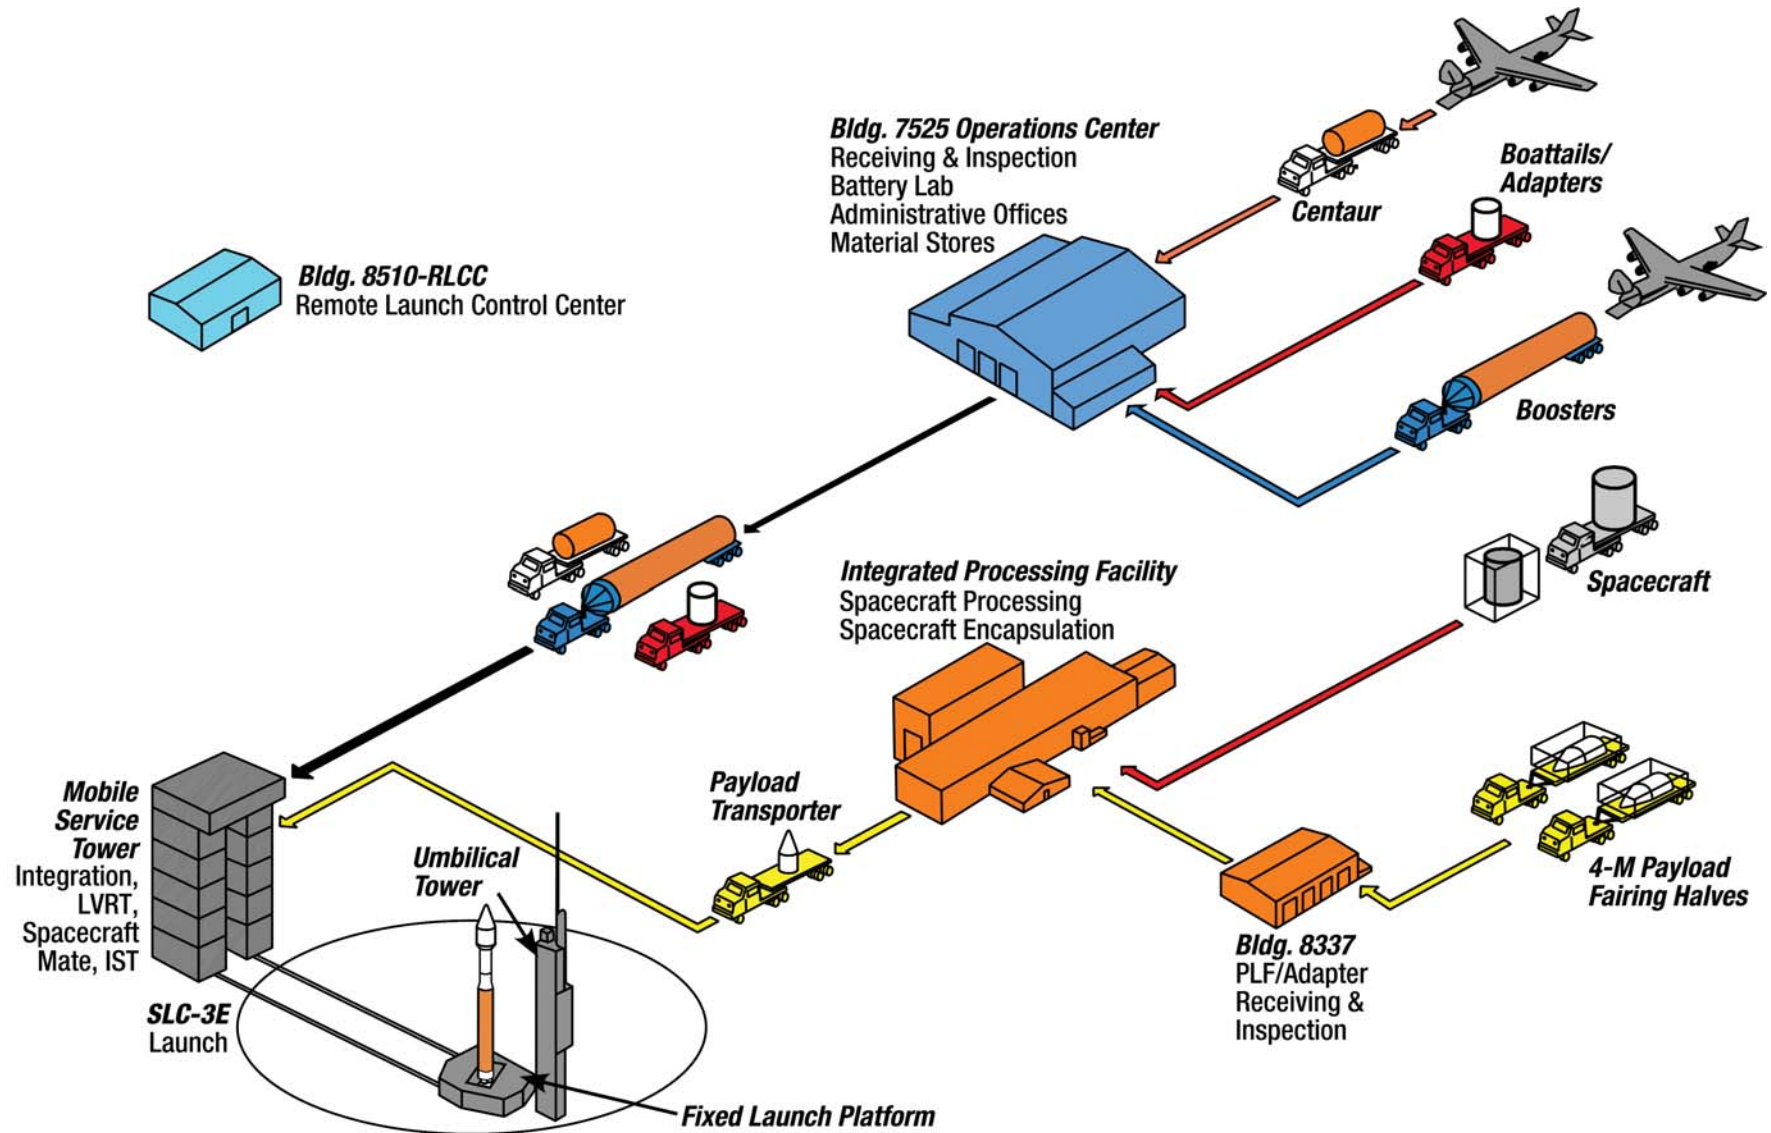 Bldg. 7525 Operations Center
Receiving & Inspection
Battery Lab
Administrative Offices
Material Stores
Centaur
Boattails/
Adapters
Bldg. 8510-RLCC
Remote Launch Control Center
Boosters
Integrated Processing Facility
Spacecraft Processing
Spacecraft Encapsulation
Spacecraft
Mobile
Service
Tower
Integration,
LVRT,
Spacecraft
Mate, IST
Payload
Transporter
Umbilical
Tower
4-M Payload
Fairing Halves
Bldg. 8337
PLF/Adapter
Receiving &
Inspection
SLC-3E
Launch
Fixed Launch Platform